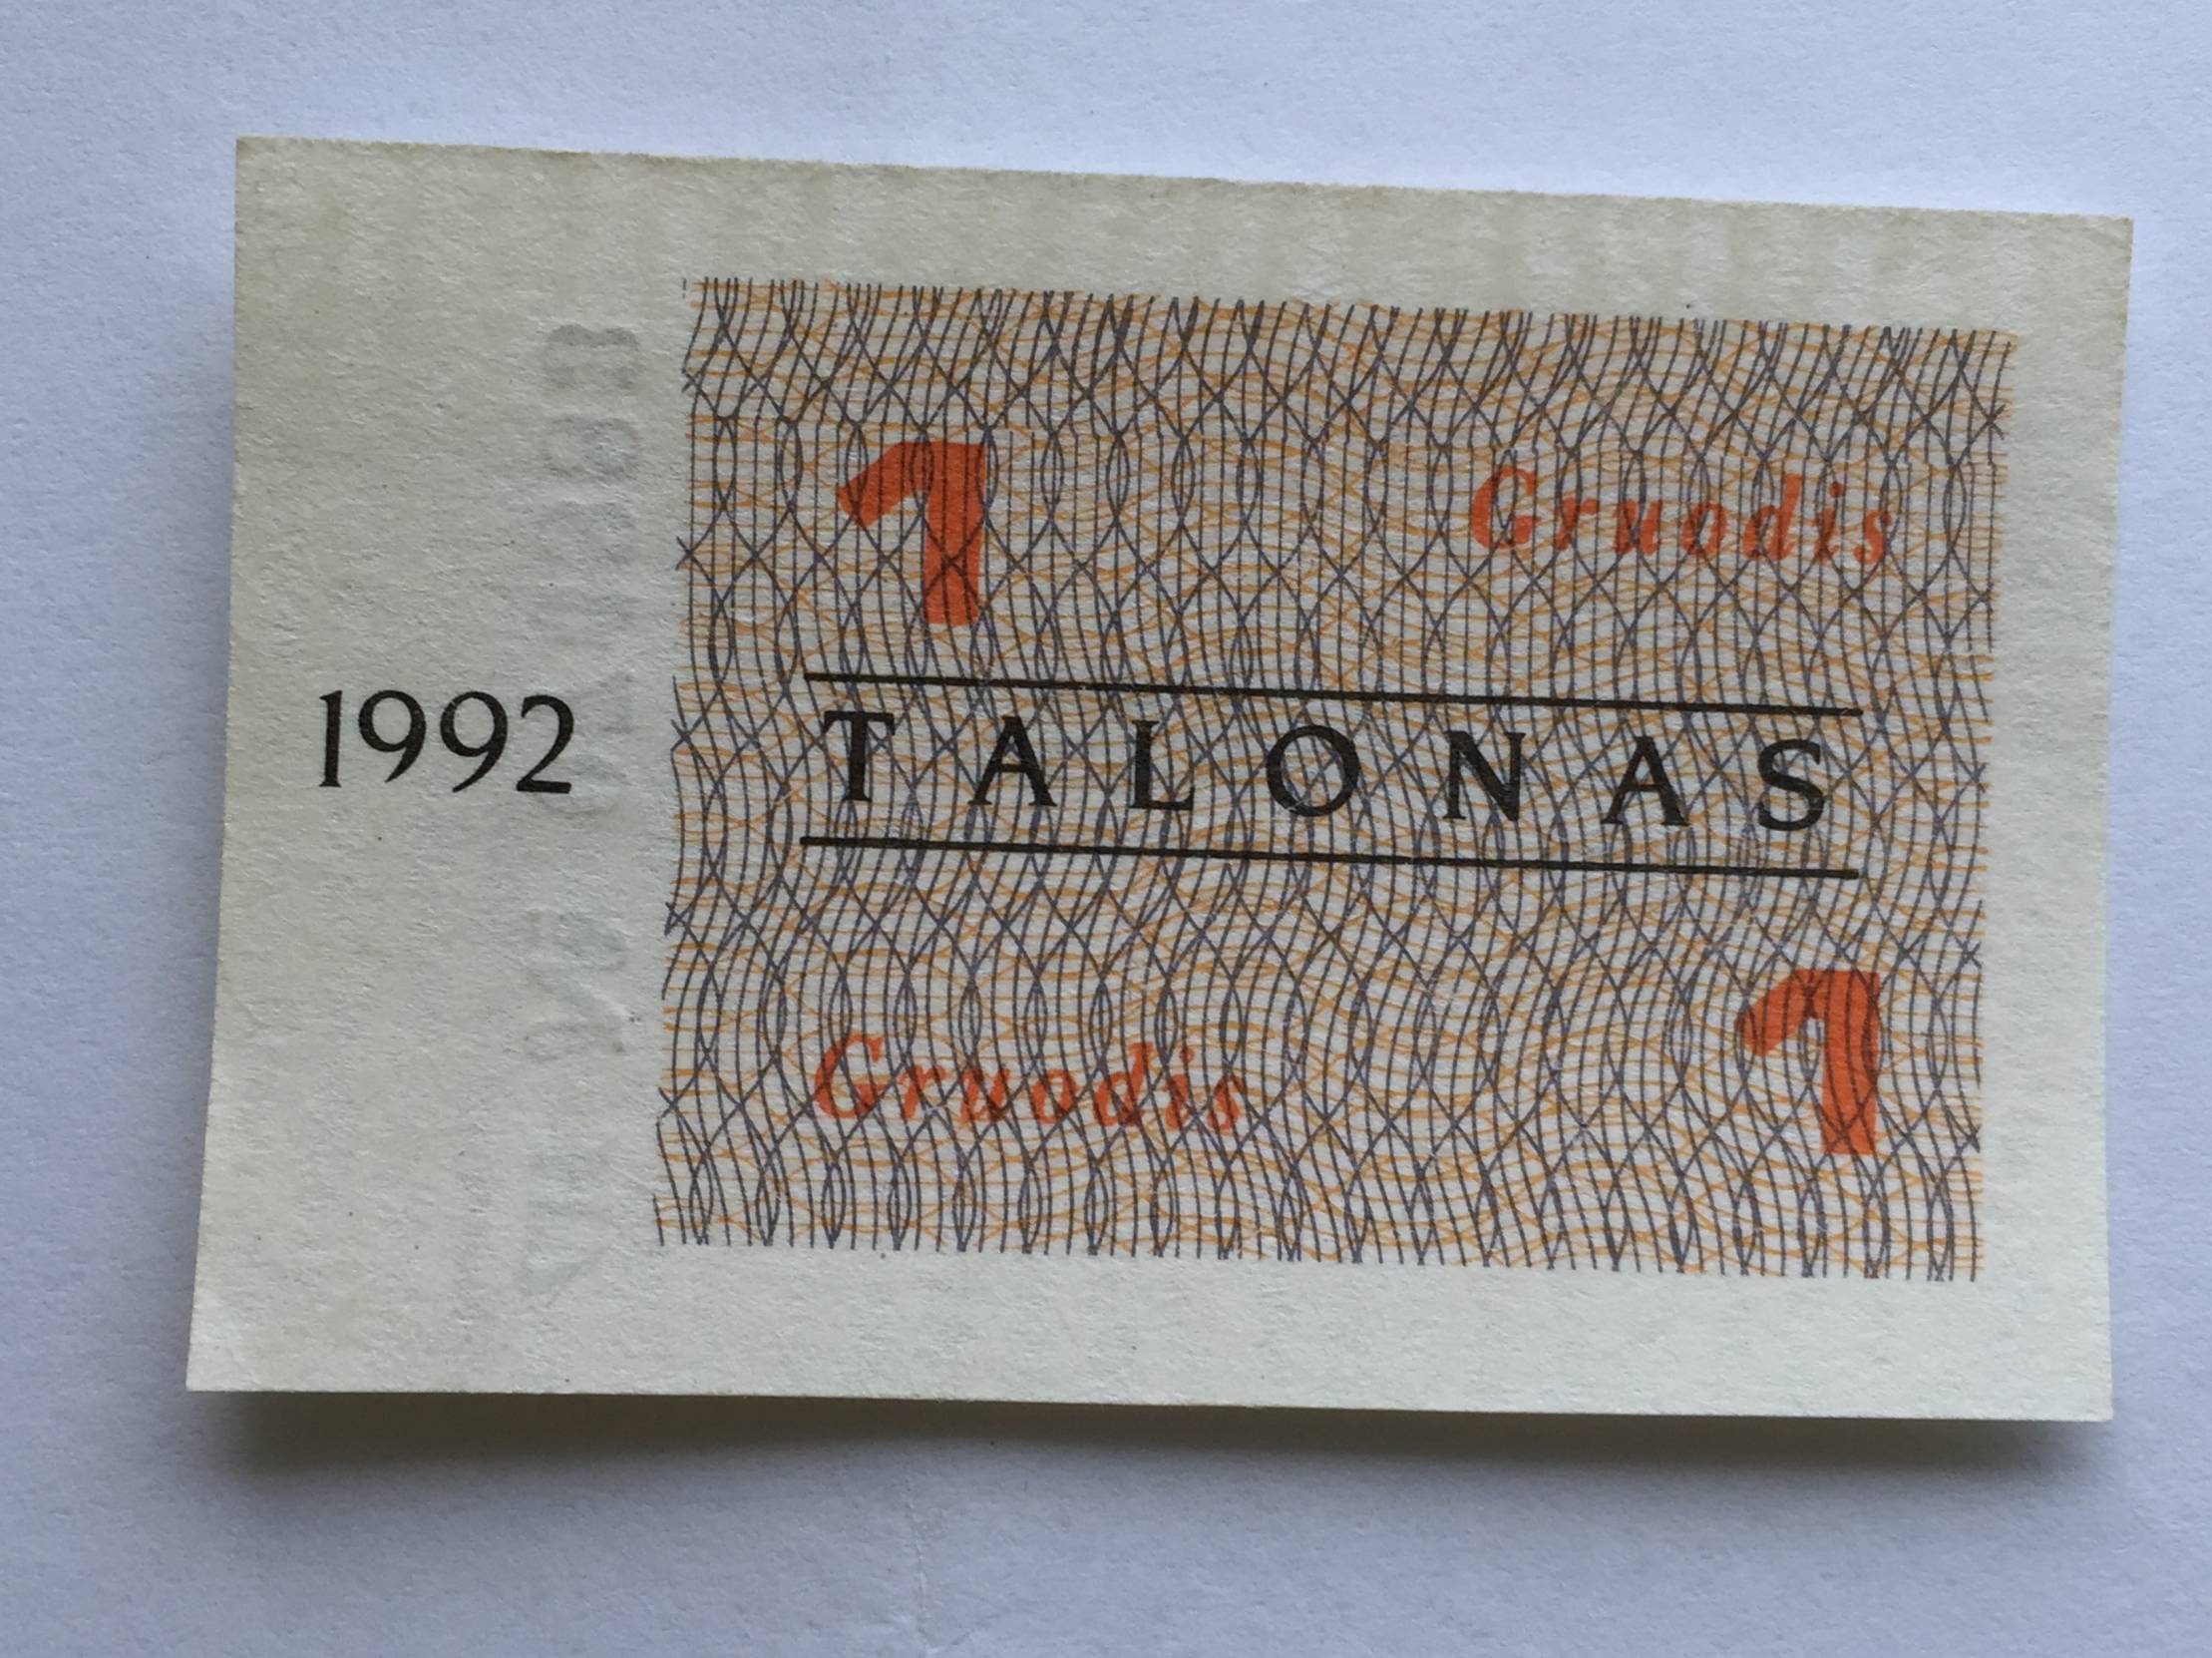 1 Gruodis
1992 TALONAS
Gruodis 1